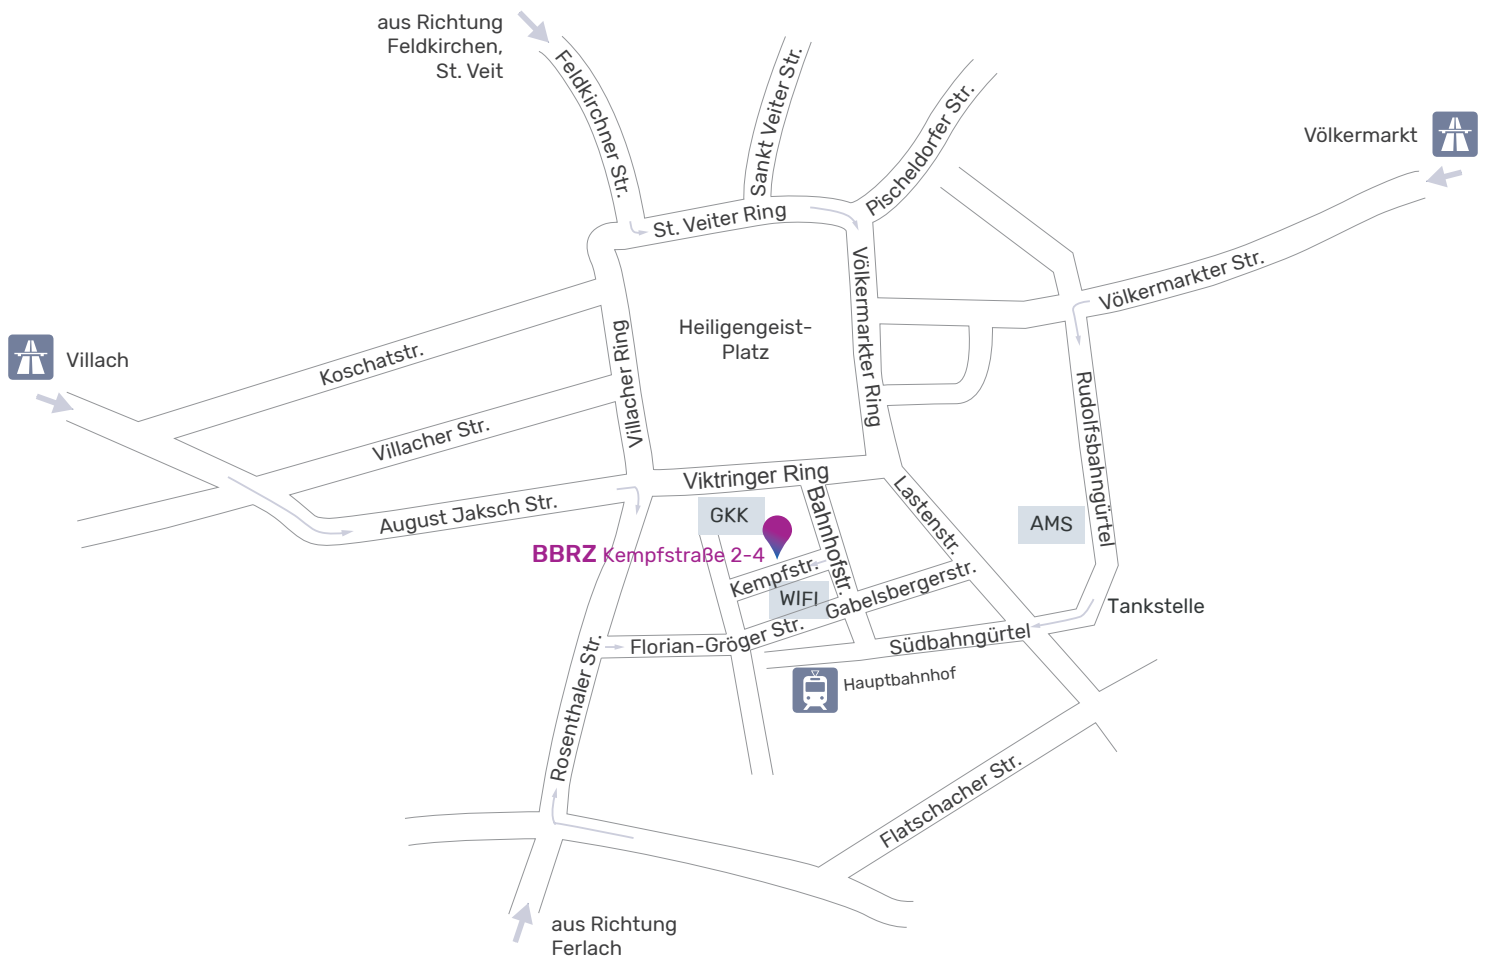 aus Richtung
Feldkirchen,
St. Veit
Feldkirchner Str.
Sankt Veiter Str.
Pischeldorfer Str.
Völkermarkt
St. Veiter Ring
Völkermarkter Str.
Völkermarkter Ring
Heiligengeist-
Platz
Villach
Koschatstr.
Villacher Ring
Villacher Str.
Rudolfsbahngürtel
Viktringer Ring
August Jaksch Str.
GKK
Bahnhofstr.
Lastenstr.
AMS
BBRZ Kempfstraße 2-4
Kempfstr.
WIFI
Gabelsbergerstr.
Tankstelle
Florian-Gröger Str.
Südbahngürtel
Hauptbahnhof
Rosenthaler Str.
Flatschacher Str.
aus Richtung
Ferlach